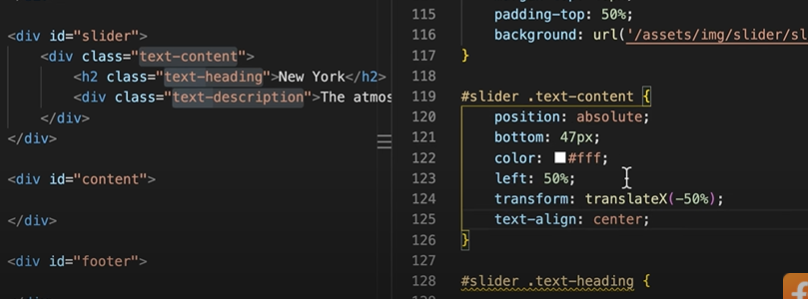 <div id="slider">
<div class="text-content">
<h2 class="text-heading">New York</h2>
<div class="text-description">The atmos
</div>
</div>
<div id="content">
</div>
<div id="footer">
115 padding-top: 50%;
116 background: url('/assets/img/slider/sl
117 }
118
119 #slider .text-content {
120 position: absolute;
121 bottom: 47px;
122 color: #fff;
123 left: 50%;
124 transform: translateX(-50%);
125 text-align: center;
126 }
127
128 #slider .text-heading {